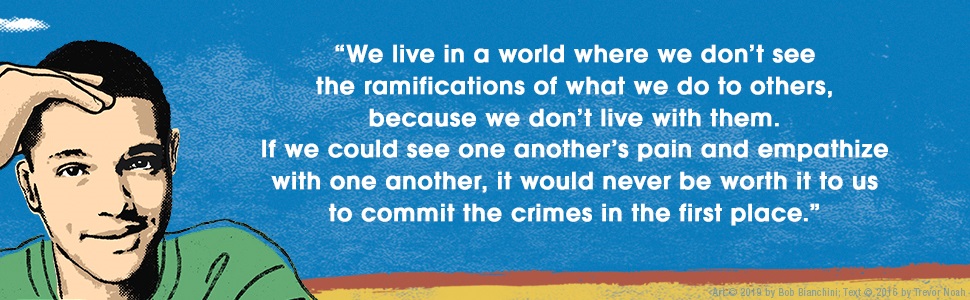 “We live in a world where we don’t see
the ramifications of what we do to others,
because we don’t live with them.
If we could see one another’s pain and empathize
with one another, it would never be worth it to us
to commit the crimes in the first place.”
Art © 2019 by Bob Bianchini; Text © 2016 by Trevor Noah